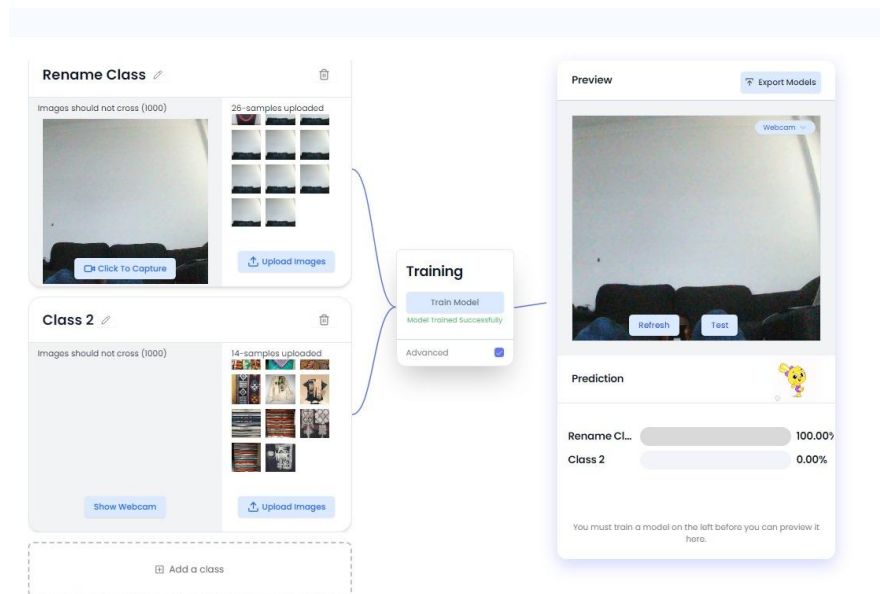 Rename Class
Images should not cross (1000)
26-samples uploaded
Click To Capture
Upload Images
Class 2
Images should not cross (1000)
14-samples uploaded
Show Webcam
Upload Images
Add a class
Training
Train Model
Model Trained Successfully
Advanced
Preview
Export Models
Webcam
Refresh
Test
Prediction
Rename Cl... 100.00%
Class 2 0.00%
You must train a model on the left before you can preview it
here.